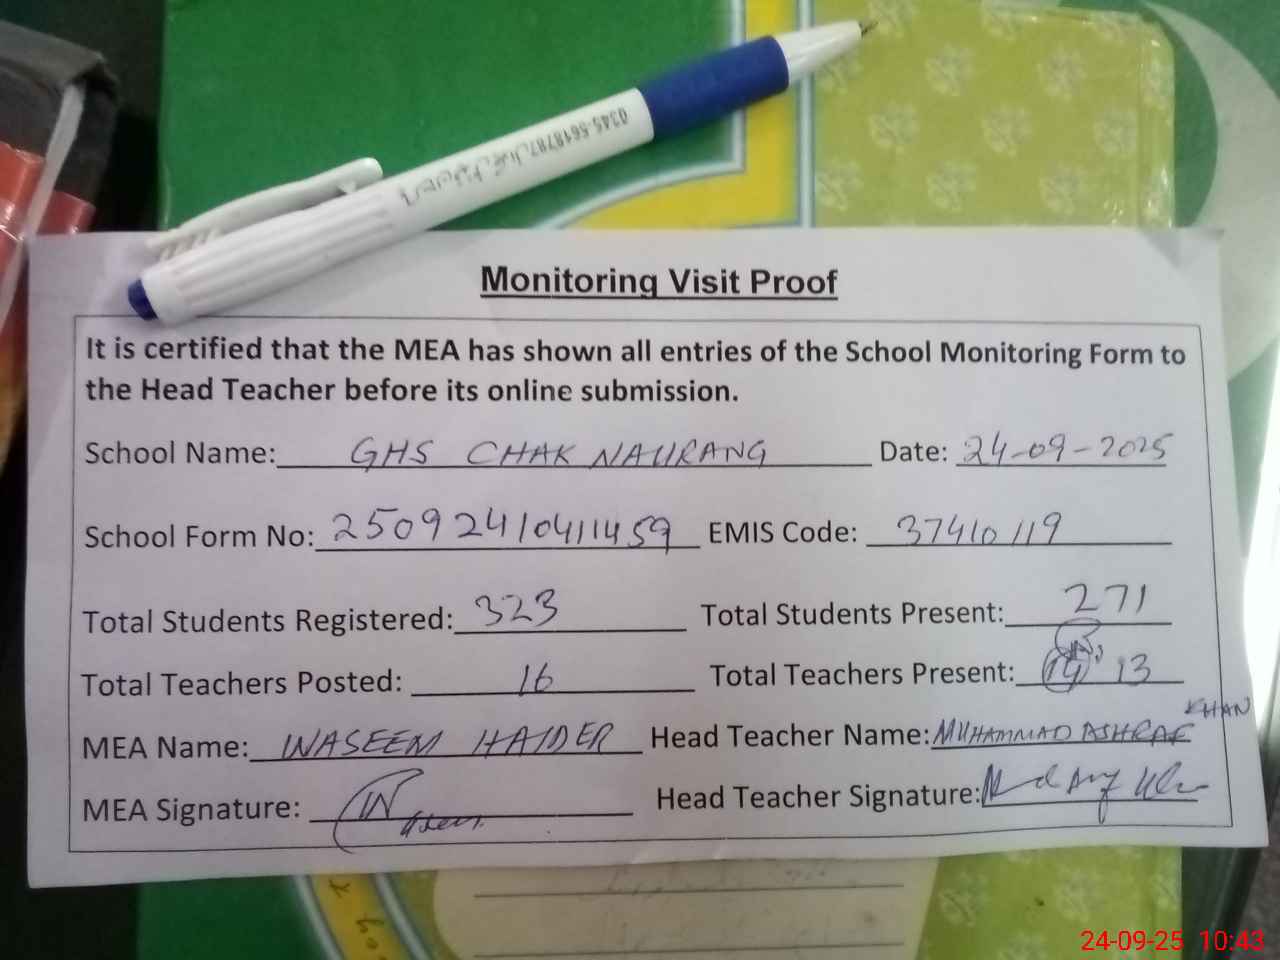 0345-5618787
Monitoring Visit Proof
It is certified that the MEA has shown all entries of the School Monitoring Form to
the Head Teacher before its online submission.
School Name: GHS CHAK NAURANG Date: 24-09-2025
School Form No: 25092410411459 EMIS Code: 37410119
Total Students Registered: 323 Total Students Present: 271
Total Teachers Posted: 16 Total Teachers Present: 13
MEA Name: WASEEM HAIDER Head Teacher Name: MUHAMMAD ASHRAF KHAN
MEA Signature: Head Teacher Signature:
24-09-25 10:43